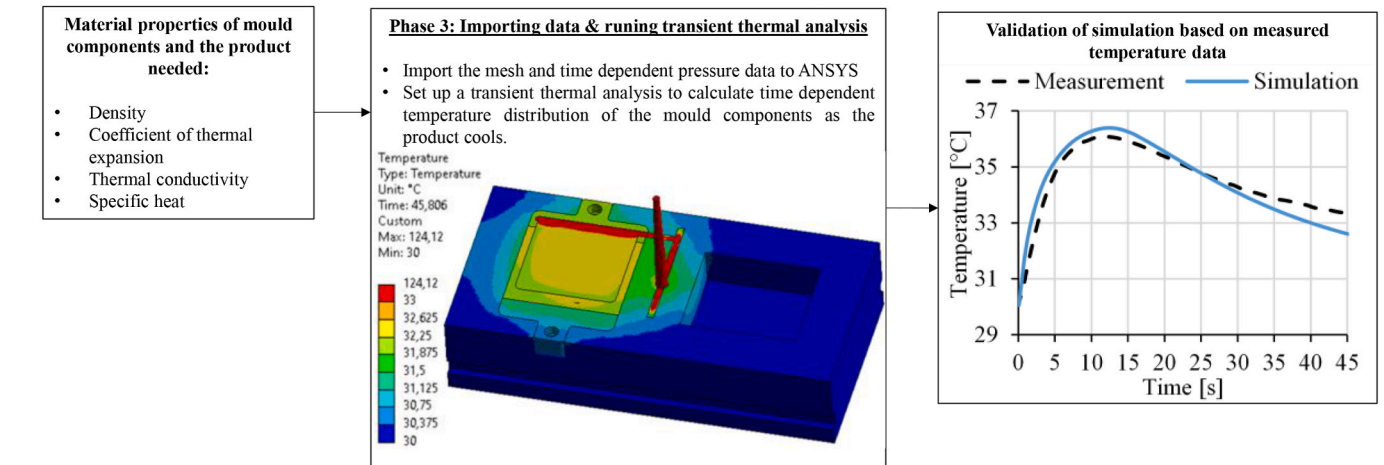 Material properties of mould
components and the product
needed:
• Density
• Coefficient of thermal
expansion
• Thermal conductivity
• Specific heat
Phase 3: Importing data & runing transient thermal analysis
• Import the mesh and time dependent pressure data to ANSYS
• Set up a transient thermal analysis to calculate time dependent
temperature distribution of the mould components as the
product cools.
Temperature
Type: Temperature
Unit: °C
Time: 45,806
Custom
Max: 124,12
Min: 30
124,12
33
32,625
32,25
31,875
31,5
31,125
30,75
30,375
30
Validation of simulation based on measured
temperature data
Measurement Simulation
Temperature [°C]
37
35
33
31
29
0 5 10 15 20 25 30 35 40 45
Time [s]